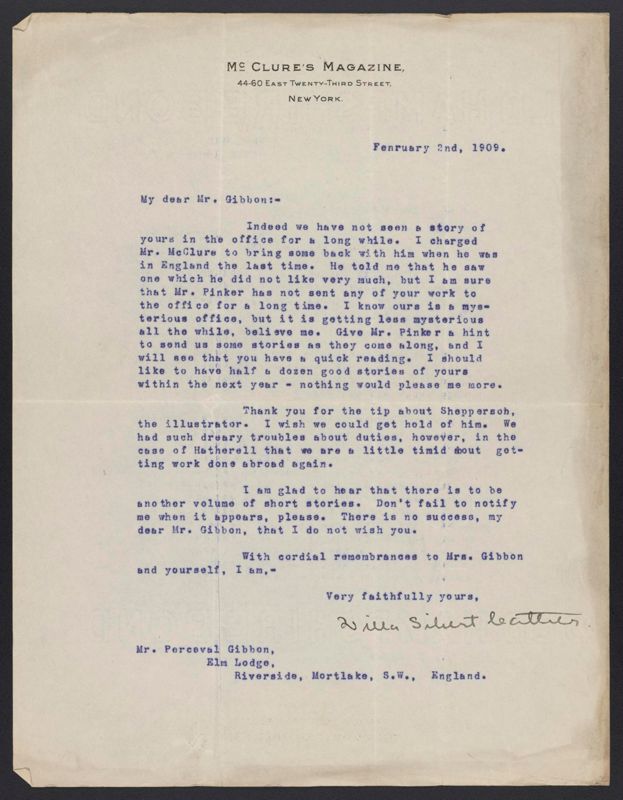 Mc CLURE'S MAGAZINE,
44-60 EAST TWENTY-THIRD STREET,
NEW YORK.
Fenruary 2nd, 1909.
My dear Mr. Gibbon:-
Indeed we have not seen a story of
yours in the office for a long while. I charged
Mr. McClure to bring some back with him when he was
in England the last time. He told me that he saw
one which he did not like very much, but I am sure
that Mr. Pinker has not sent any of your work to
the office for a long time. I know ours is a mys-
terious office, but it is getting less mysterious
all the while, believe me. Give Mr. Pinker a hint
to send us some stories as they come along, and I
will see that you have a quick reading. I should
like to have half a dozen good stories of yours
within the next year - nothing would please me more.
Thank you for the tip about Shepperson,
the illustrator. I wish we could get hold of him. We
had such dreary troubles about duties, however, in the
case of Hatherell that we are a little timid about get-
ting work done abroad again.
I am glad to hear that there is to be
another volume of short stories. Don't fail to notify
me when it appears, please. There is no success, my
dear Mr. Gibbon, that I do not wish you.
With cordial remembrances to Mrs. Gibbon
and yourself, I am,-
Very faithfully yours,
Willa Sibert Cather.
Mr. Perceval Gibbon,
Elm Lodge,
Riverside, Mortlake, S.W., England.